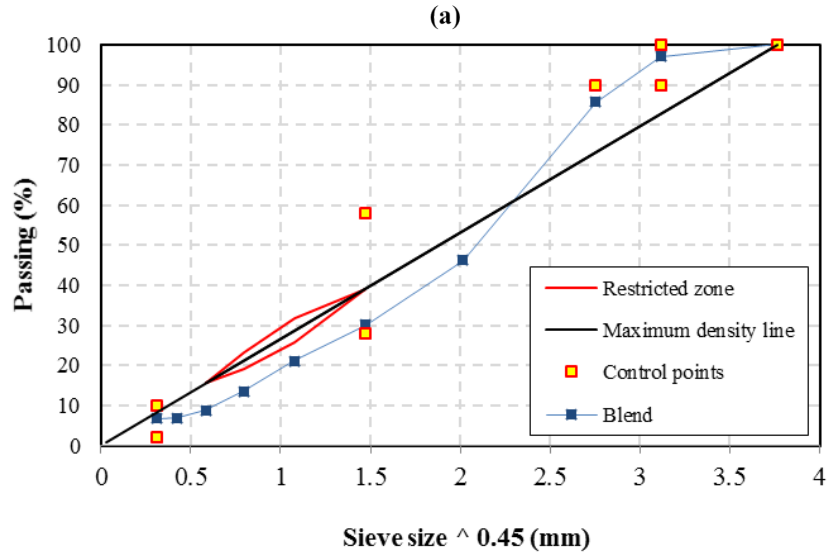 (a)
100
90
80
70
60
50
40
30
20
10
0
Passing (%)
Restricted zone
Maximum density line
Control points
Blend
0 0.5 1 1.5 2 2.5 3 3.5 4
Sieve size ^ 0.45 (mm)